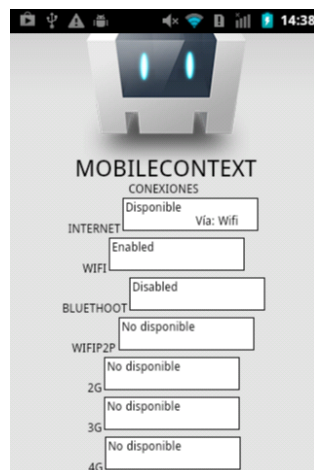 14:38
MOBILECONTEXT
CONEXIONES
Disponible
Vía: Wifi
INTERNET
Enabled
WIFI
Disabled
BLUETHOOT
No disponible
WIFIP2P
No disponible
2G
No disponible
3G
No disponible
4G